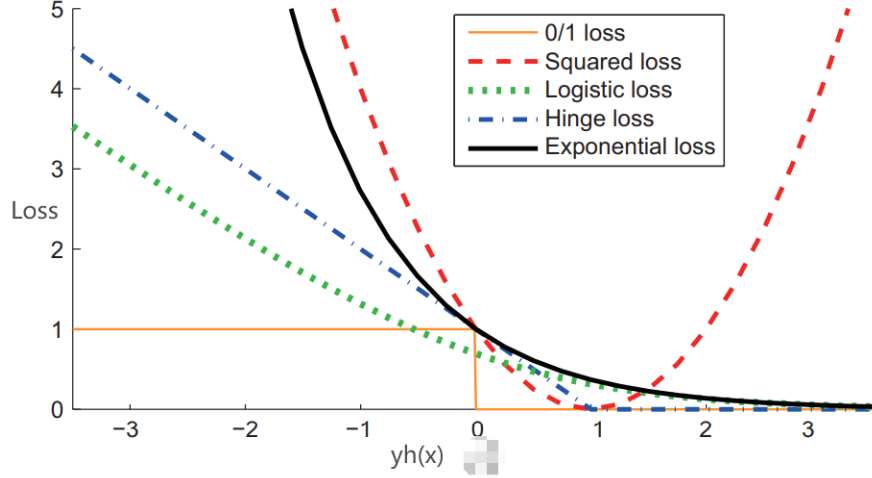 5
0/1 loss
Squared loss
4
Logistic loss
Hinge loss
Exponential loss
3
Loss
2
1
0
−3 −2 −1 0 1 2 3
yh(x)